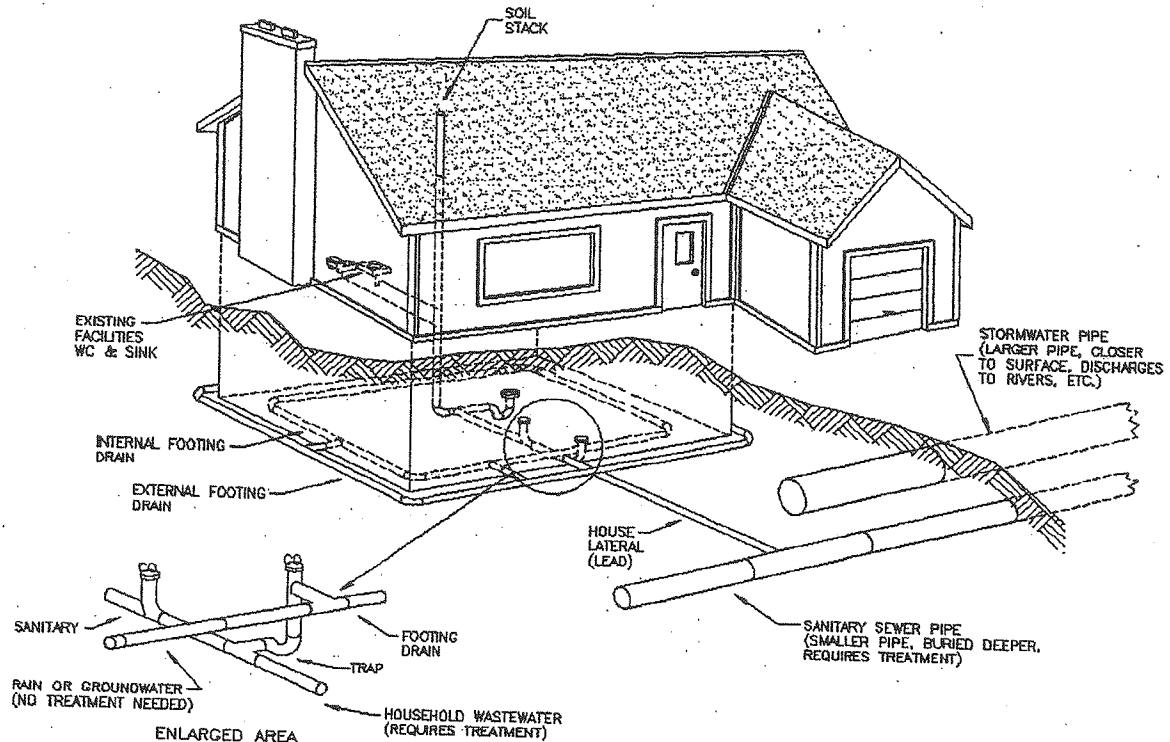 SOIL
STACK
EXISTING
FACILITIES
WC & SINK
STORMWATER PIPE
(LARGER PIPE, CLOSER
TO SURFACE, DISCHARGES
TO RIVERS, ETC.)
INTERNAL FOOTING
DRAIN
EXTERNAL FOOTING
DRAIN
HOUSE
LATERAL
(LEAD)
SANITARY SEWER PIPE
(SMALLER PIPE, BURIED DEEPER,
REQUIRES TREATMENT)
SANITARY
FOOTING
DRAIN
TRAP
RAIN OR GROUNDWATER
(NO TREATMENT NEEDED)
HOUSEHOLD WASTEWATER
(REQUIRES TREATMENT)
ENLARGED AREA